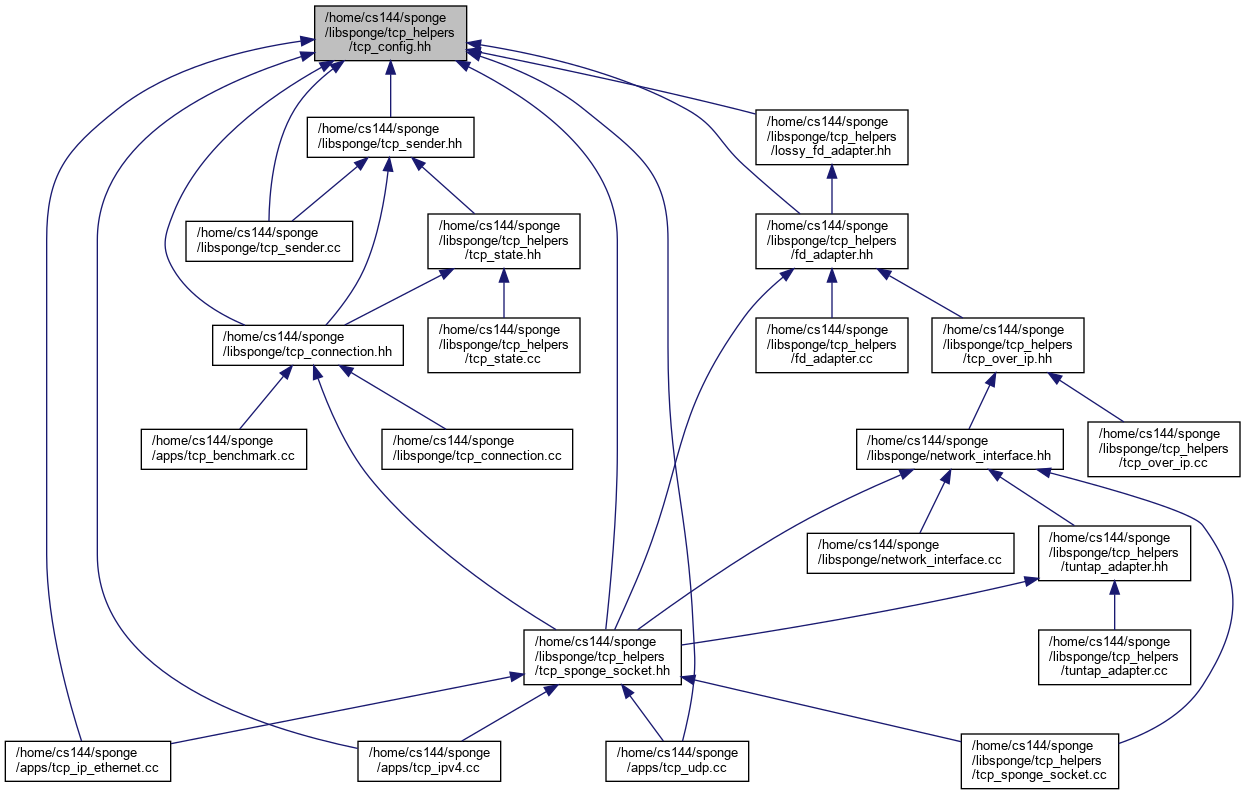 /home/cs144/sponge
/libsponge/tcp_helpers
/tcp_config.hh
/home/cs144/sponge
/libsponge/tcp_helpers
/lossy_fd_adapter.hh
/home/cs144/sponge
/libsponge/tcp_sender.hh
/home/cs144/sponge
/libsponge/tcp_sender.cc
/home/cs144/sponge
/libsponge/tcp_helpers
/tcp_state.hh
/home/cs144/sponge
/libsponge/tcp_helpers
/fd_adapter.hh
/home/cs144/sponge
/libsponge/tcp_connection.hh
/home/cs144/sponge
/libsponge/tcp_helpers
/tcp_state.cc
/home/cs144/sponge
/libsponge/tcp_helpers
/fd_adapter.cc
/home/cs144/sponge
/libsponge/tcp_helpers
/tcp_over_ip.hh
/home/cs144/sponge
/apps/tcp_benchmark.cc
/home/cs144/sponge
/libsponge/tcp_connection.cc
/home/cs144/sponge
/libsponge/network_interface.hh
/home/cs144/sponge
/libsponge/tcp_helpers
/tcp_over_ip.cc
/home/cs144/sponge
/libsponge/network_interface.cc
/home/cs144/sponge
/libsponge/tcp_helpers
/tuntap_adapter.hh
/home/cs144/sponge
/libsponge/tcp_helpers
/tcp_sponge_socket.hh
/home/cs144/sponge
/libsponge/tcp_helpers
/tuntap_adapter.cc
/home/cs144/sponge
/apps/tcp_ip_ethernet.cc
/home/cs144/sponge
/apps/tcp_ipv4.cc
/home/cs144/sponge
/apps/tcp_udp.cc
/home/cs144/sponge
/libsponge/tcp_helpers
/tcp_sponge_socket.cc